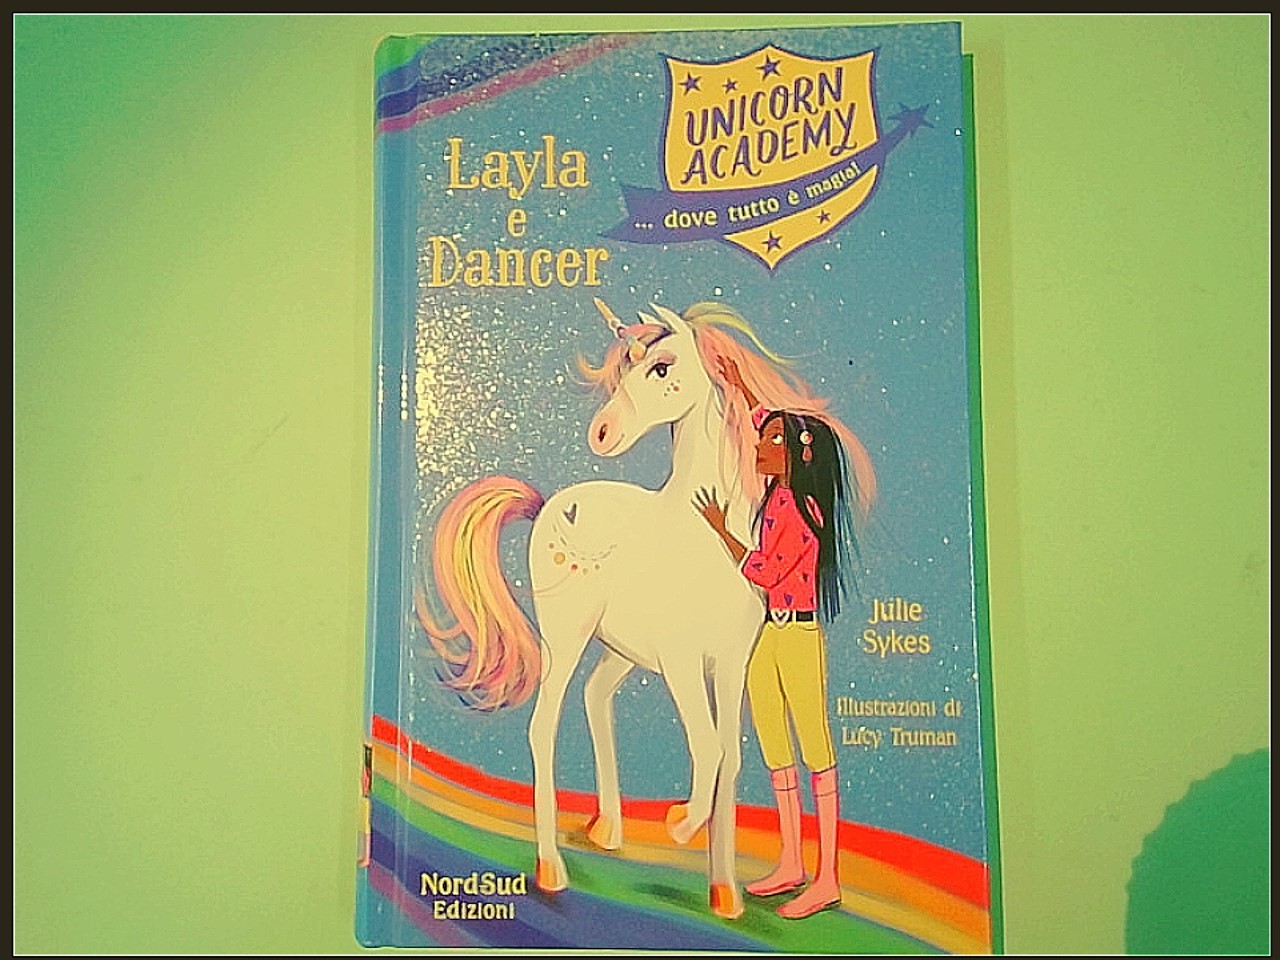 UNICORN
ACADEMY
... dove tutto è magia!
Layla
e
Dancer
Julie
Sykes
Illustrazioni di
Lucy Truman
NordSud
Edizioni